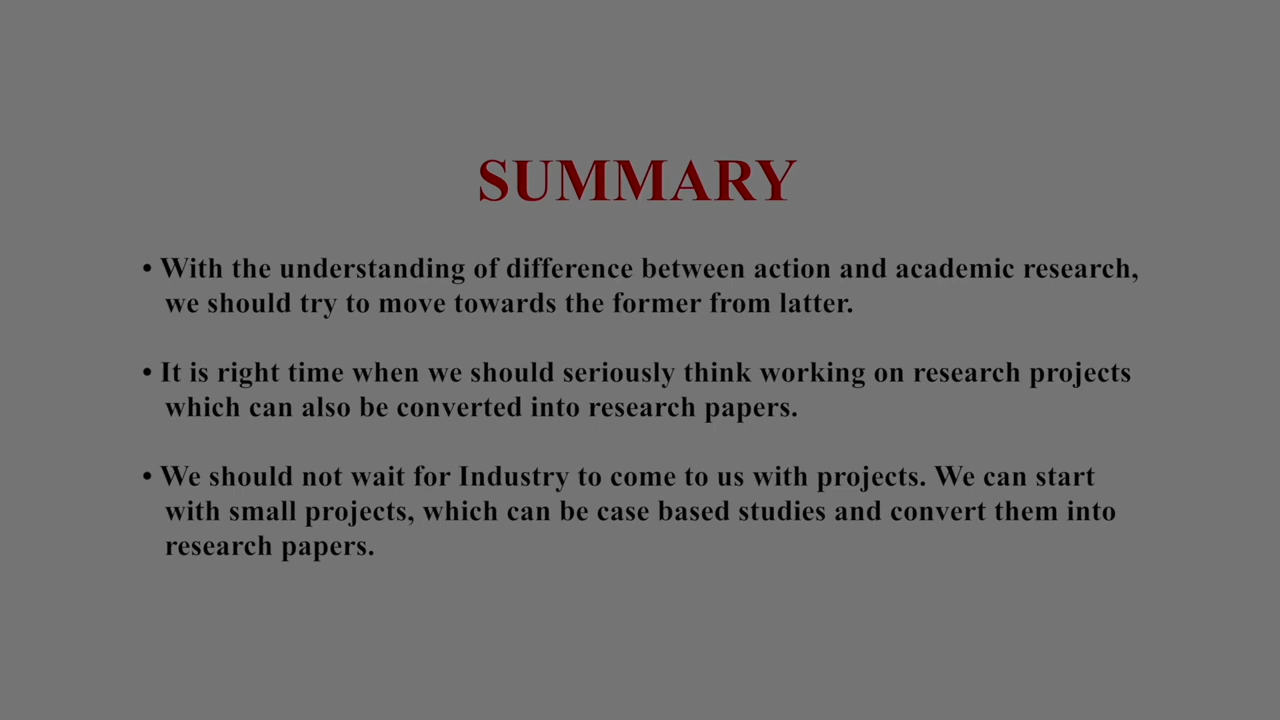 SUMMARY
• With the understanding of difference between action and academic research,
we should try to move towards the former from latter.
• It is right time when we should seriously think working on research projects
which can also be converted into research papers.
• We should not wait for Industry to come to us with projects. We can start
with small projects, which can be case based studies and convert them into
research papers.